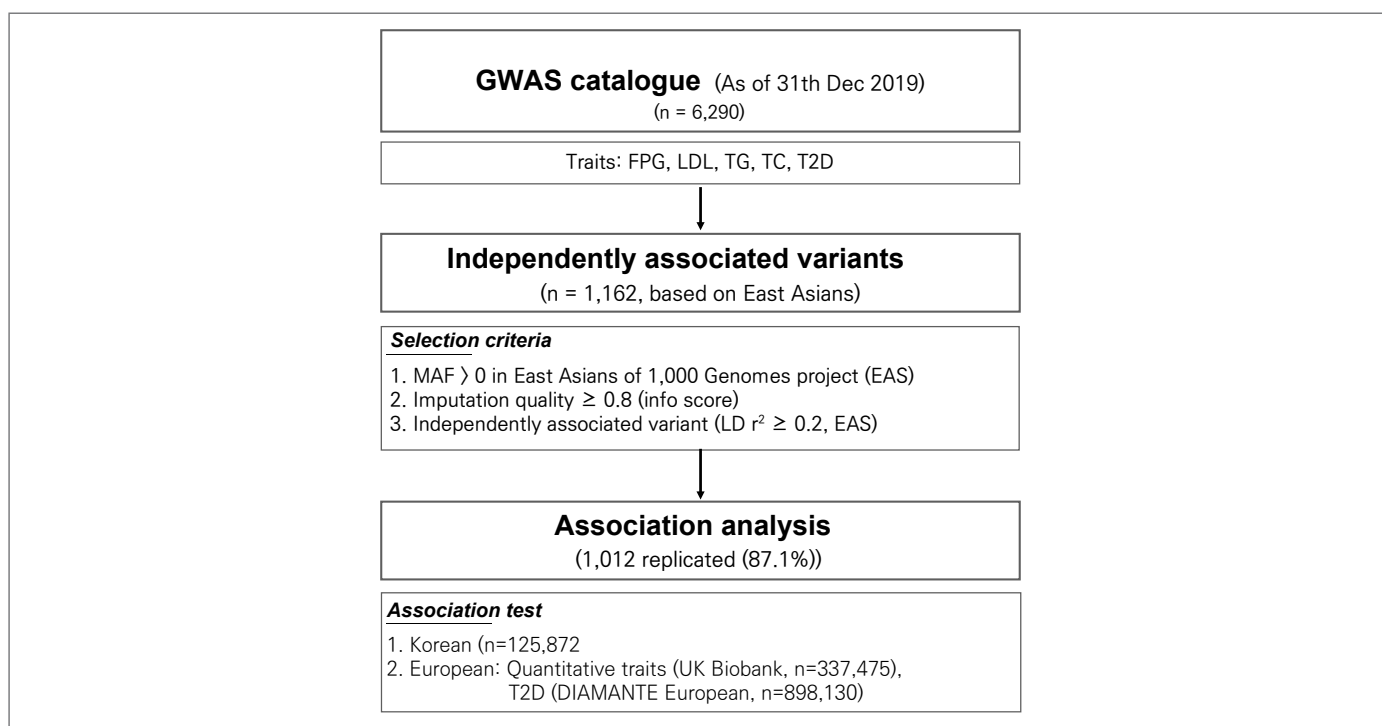 GWAS catalogue (As of 31th Dec 2019)
(n = 6,290)
Traits: FPG, LDL, TG, TC, T2D
Independently associated variants
(n = 1,162, based on East Asians)
Selection criteria
1. MAF 〉0 in East Asians of 1,000 Genomes project (EAS)
2. Imputation quality ≥ 0.8 (info score)
3. Independently associated variant (LD r² ≥ 0.2, EAS)
Association analysis
(1,012 replicated (87.1%))
Association test
1. Korean (n=125,872
2. European: Quantitative traits (UK Biobank, n=337,475),
T2D (DIAMANTE European, n=898,130)